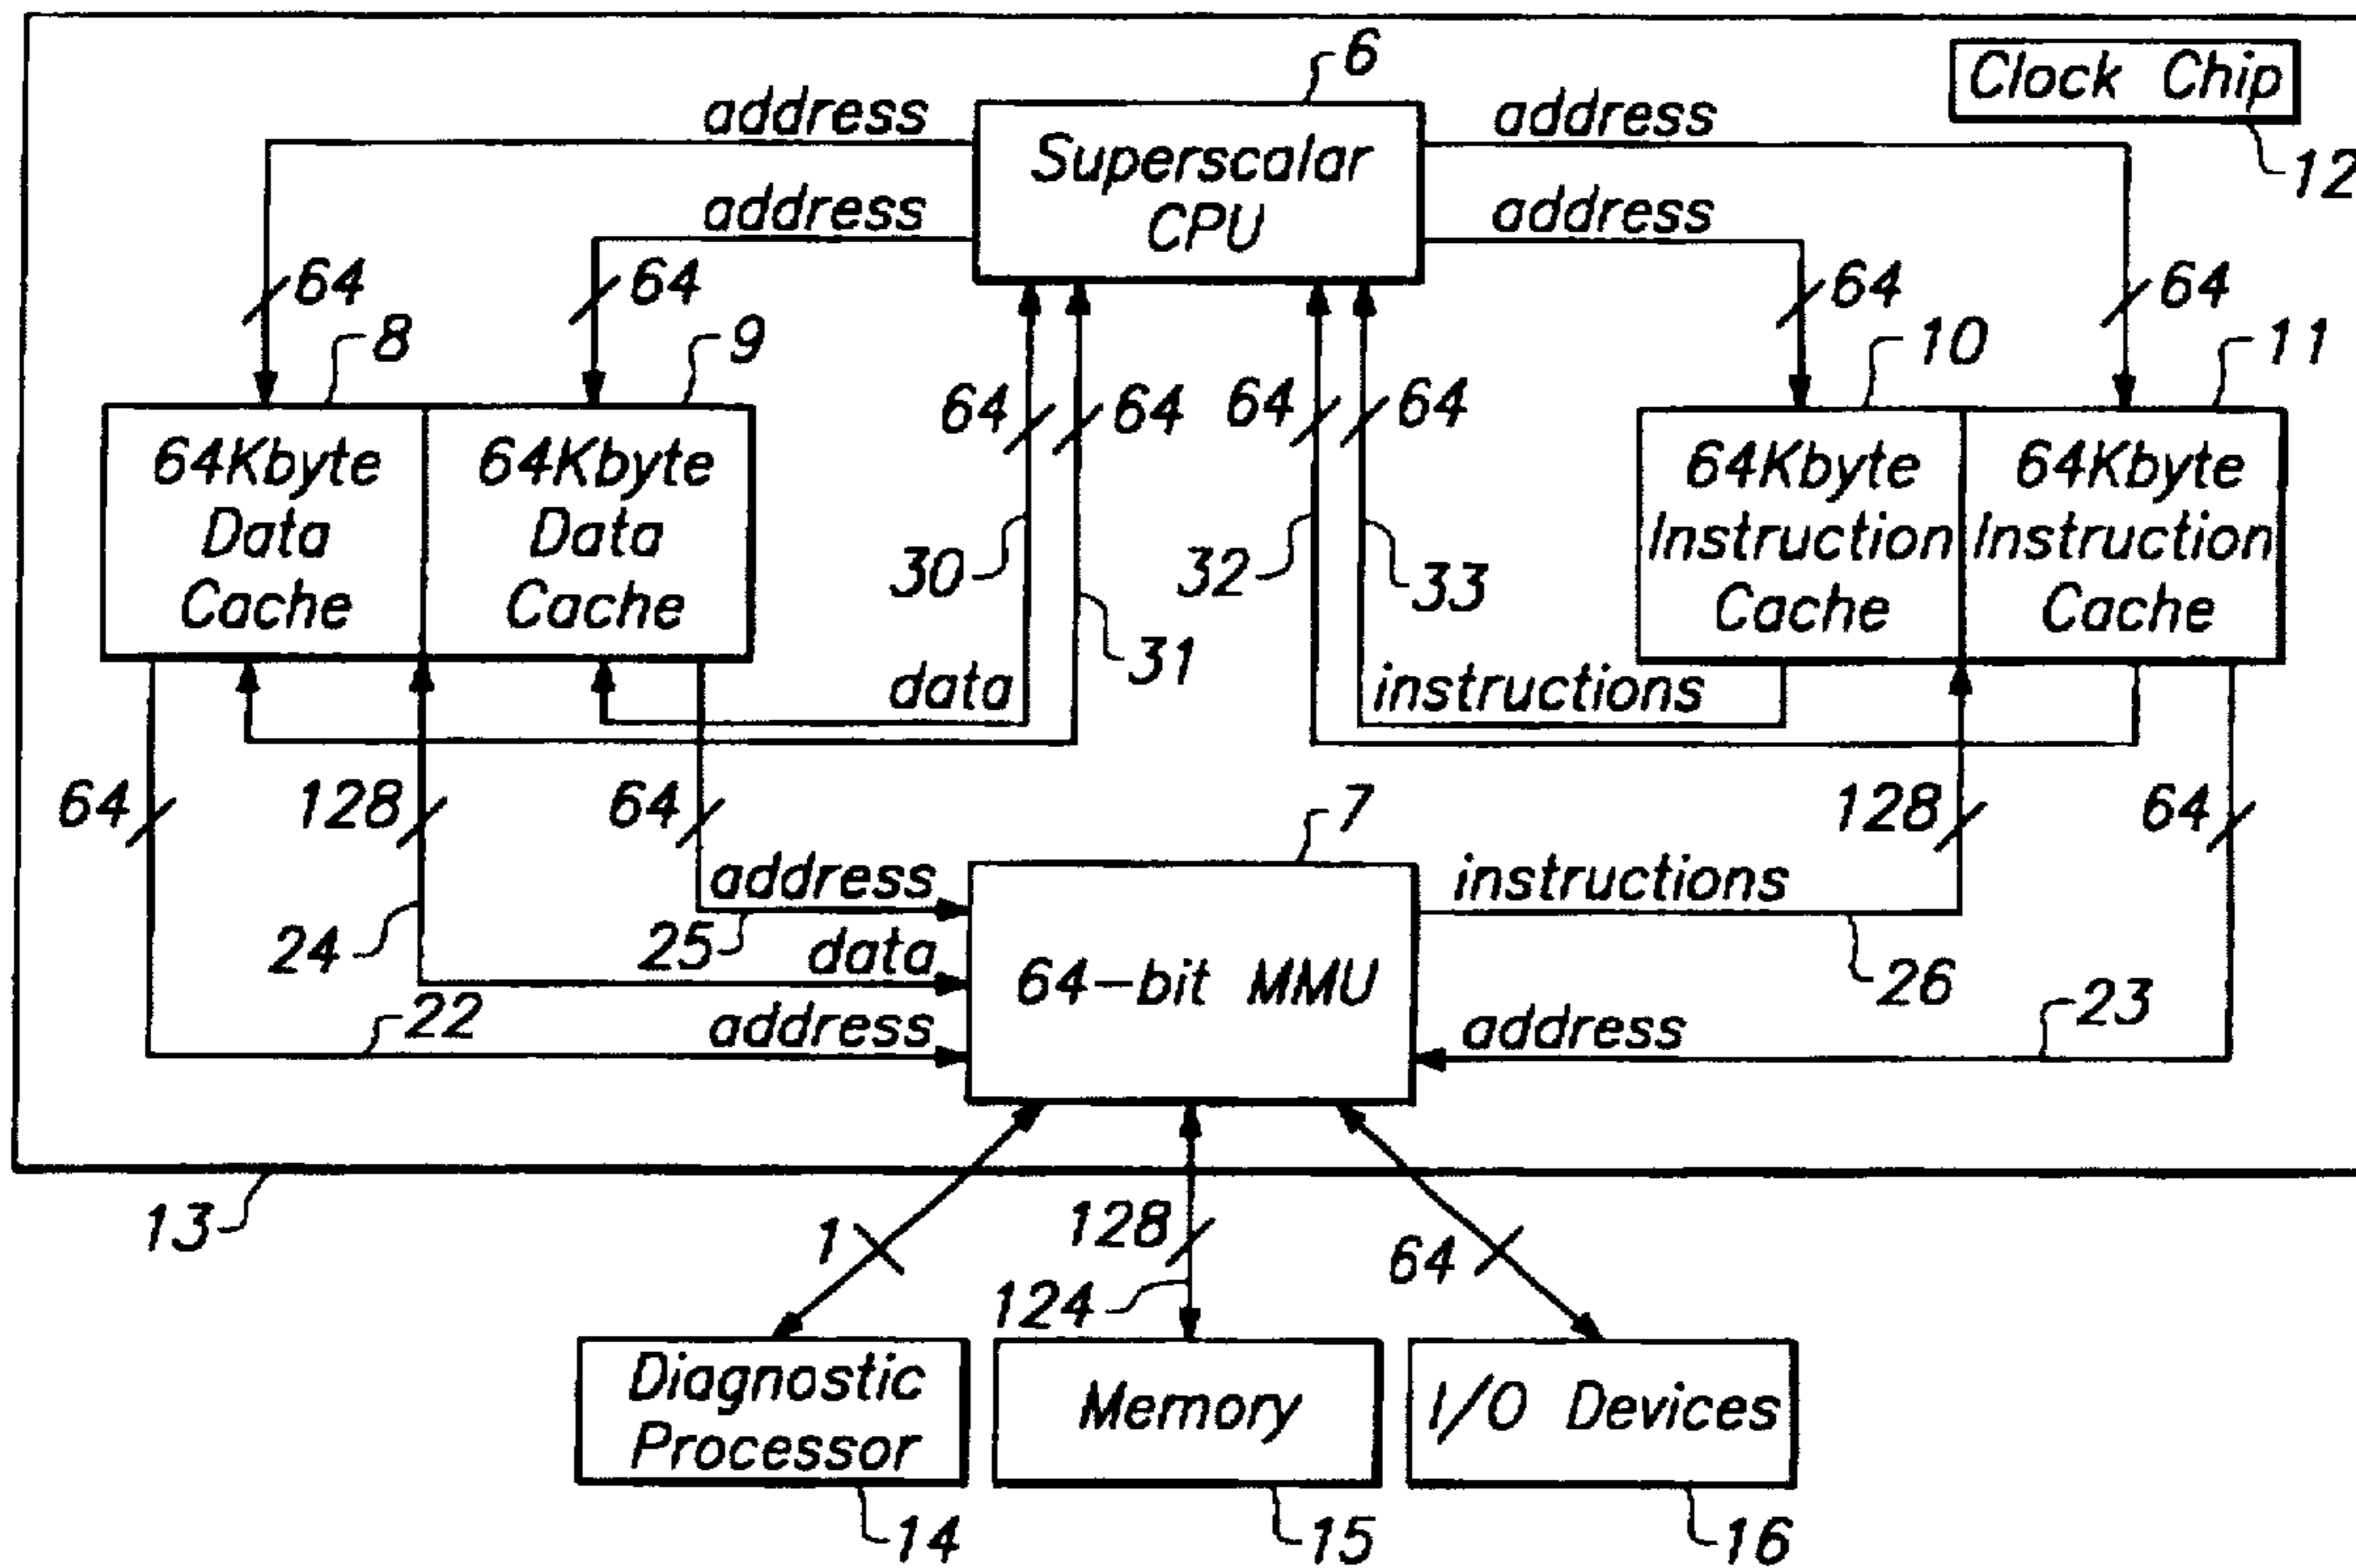 6
Clock Chip
12
address
address
Superscalar
CPU
address
address
64
64
64
64
8
9
10
11
64
64
64
64
64Kbyte
Data
Cache
64Kbyte
Data
Cache
64Kbyte
Instruction
Cache
64Kbyte
Instruction
Cache
30
31
32
33
data
instructions
64
128
64
7
128
64
address
instructions
24
25
data
64-bit MMU
26
22
address
address
23
13
1
128
64
124
Diagnostic
Processor
Memory
I/O Devices
14
15
16